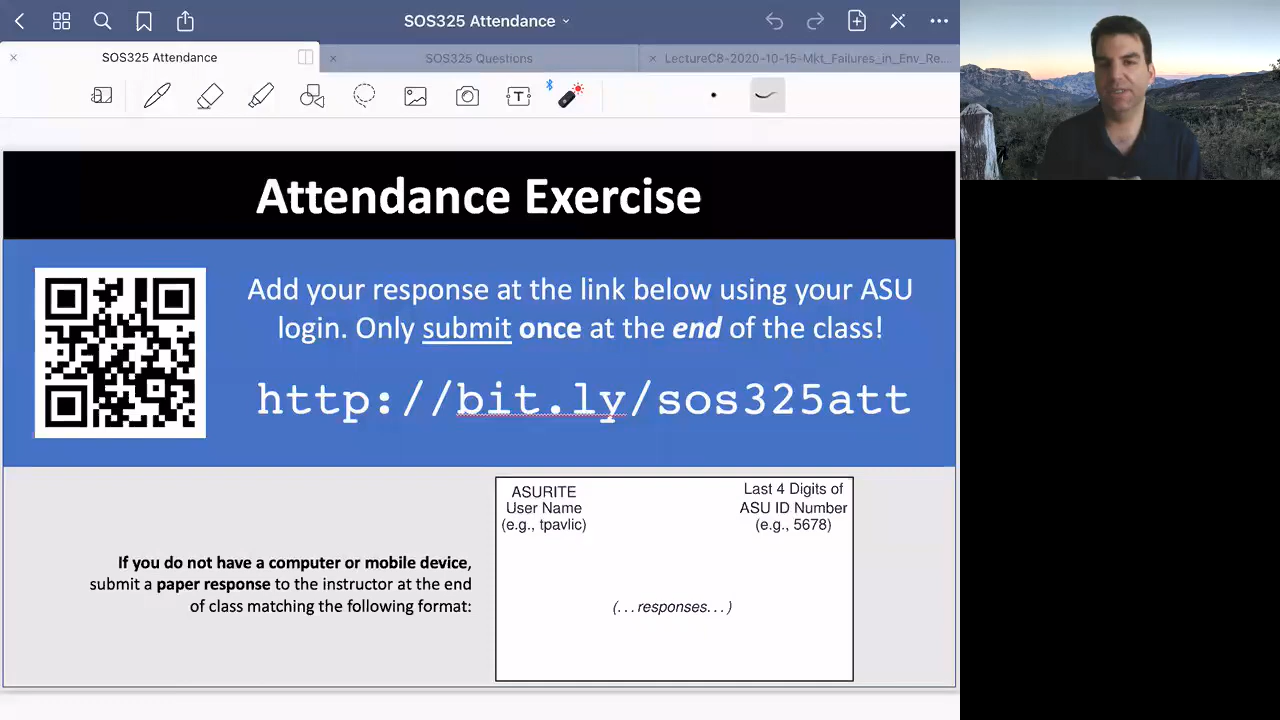 SOS325 Attendance
SOS325 Attendance
SOS325 Questions
LectureC8-2020-10-15-Mkt_Failures_in_Env_Re...
T
Attendance Exercise
Add your response at the link below using your ASU
login. Only submit once at the end of the class!
http://bit.ly/sos325att
If you do not have a computer or mobile device,
submit a paper response to the instructor at the end
of class matching the following format:
ASURITE
User Name
(e.g., tpavlic)
Last 4 Digits of
ASU ID Number
(e.g., 5678)
(...responses...)